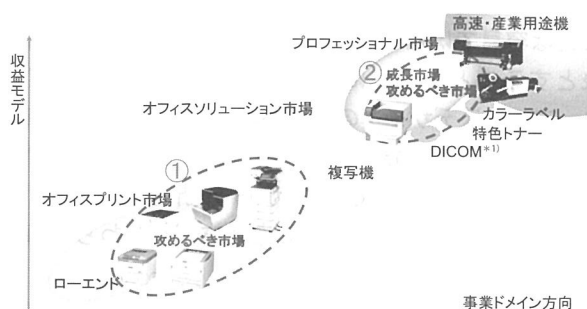 高速・産業用途機
プロフェッショナル市場
収益モデル
② 成長市場
攻めるべき市場
オフィスソリューション市場
カラーラベル
特色トナー
DICOM*1)
複写機
①
オフィスプリント市場
攻めるべき市場
ローエンド
事業ドメイン方向